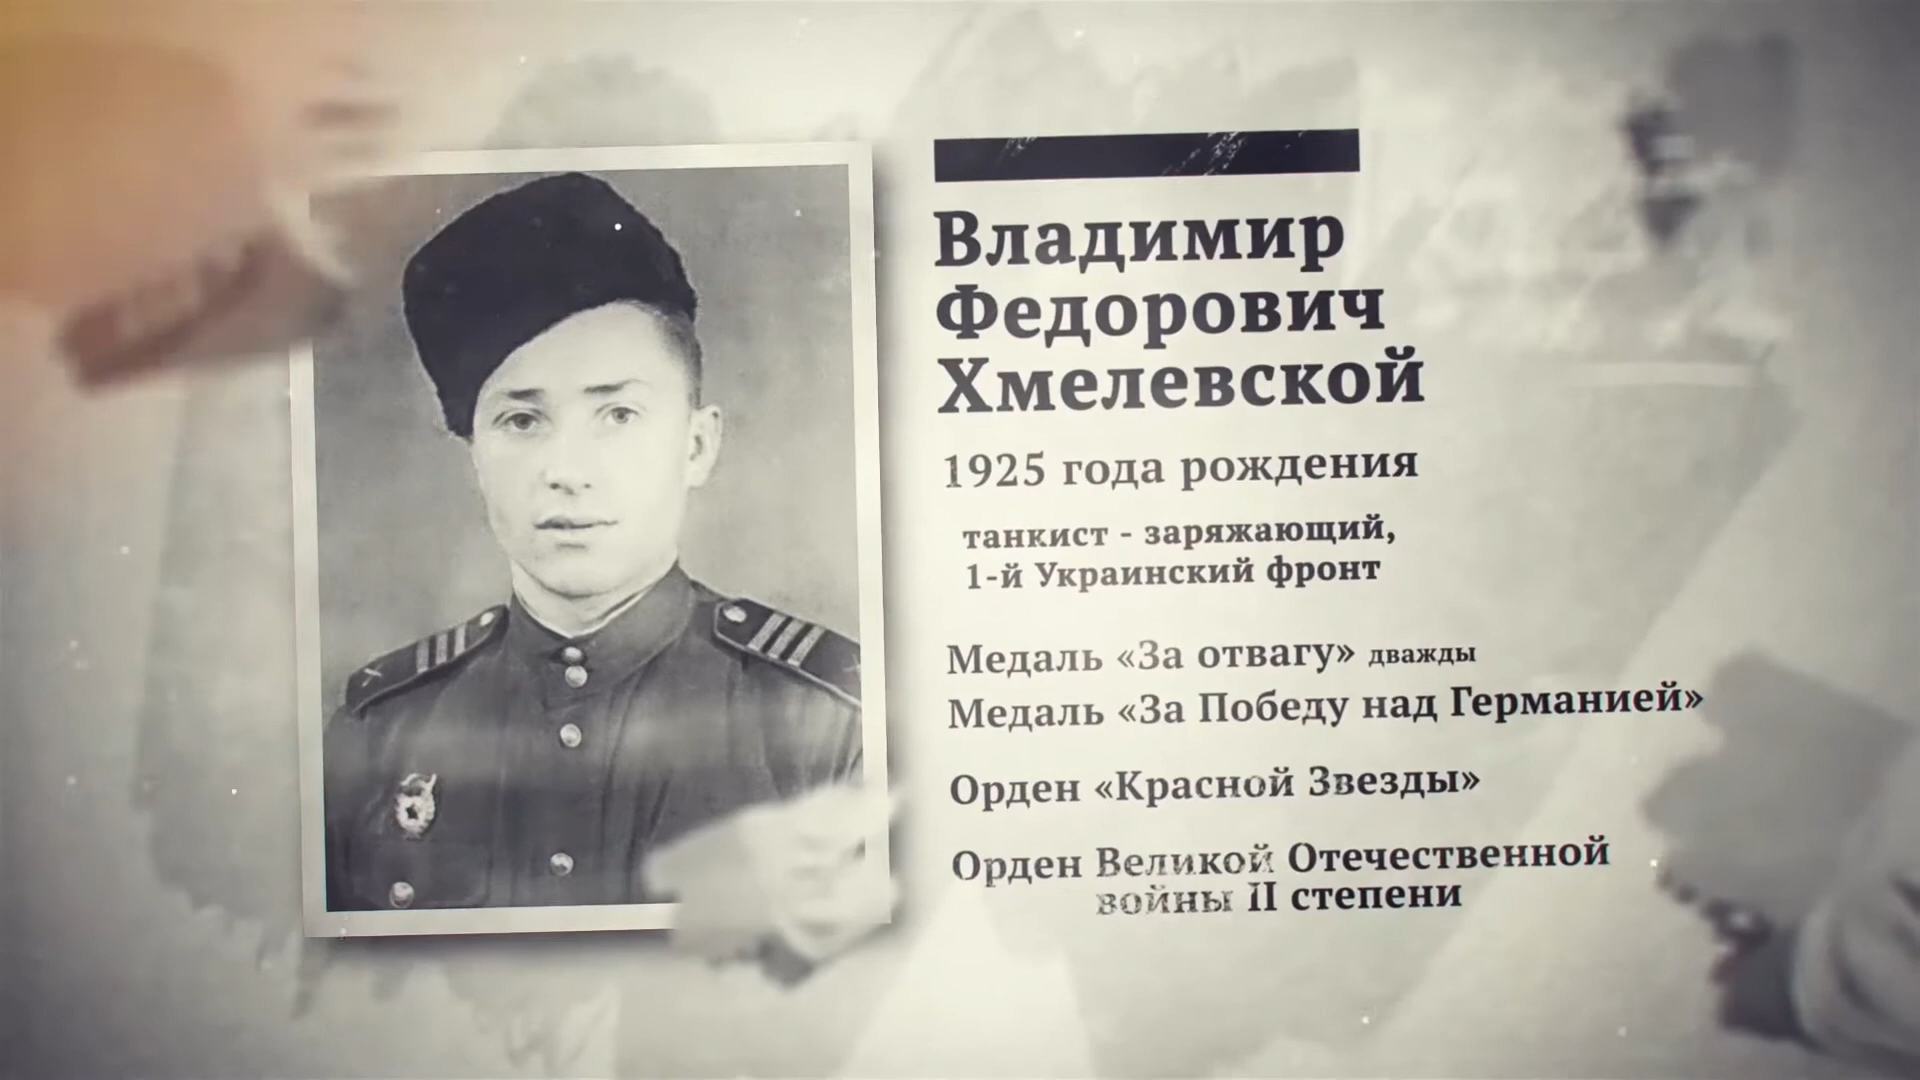 Владимир
Федорович
Хмелевской
1925 года рождения
танкист - заряжающий,
1-й Украинский фронт
Медаль «За отвагу» дважды
Медаль «За Победу над Германией»
Орден «Красной Звезды»
Орден Великой Отечественной
войны II степени